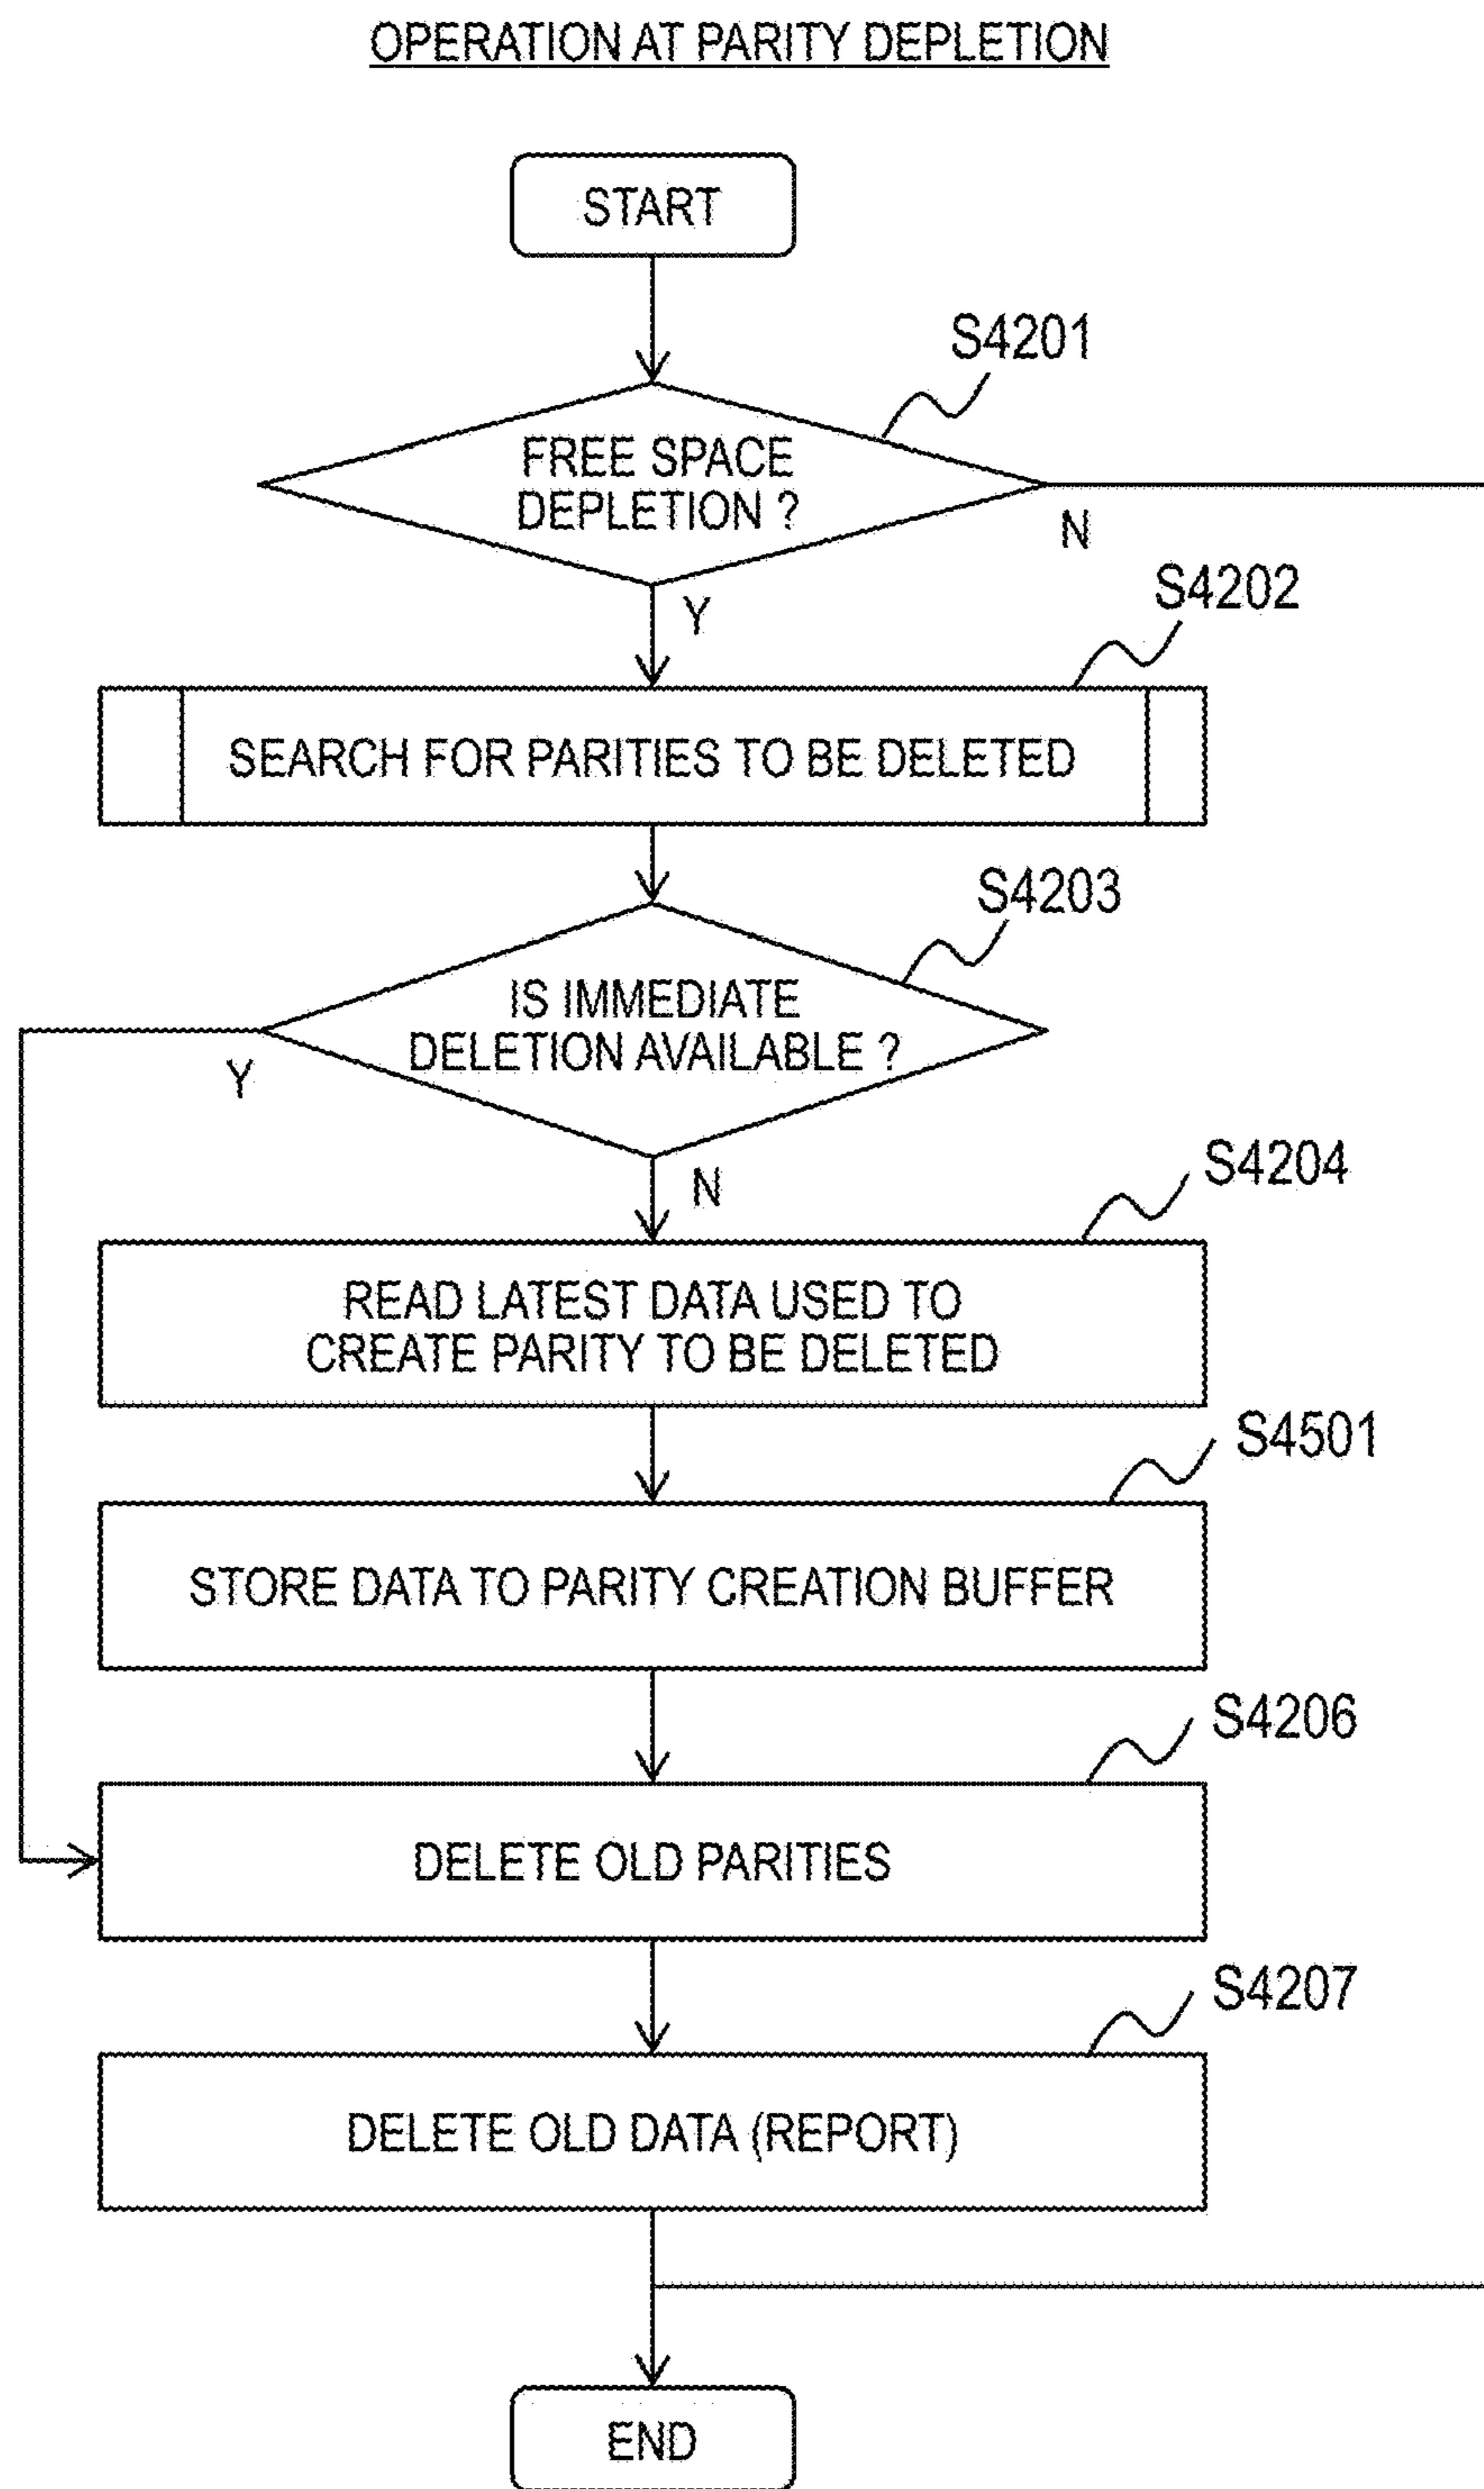 OPERATION AT PARITY DEPLETION
START
S4201
FREE SPACE
DEPLETION ?
N
Y
S4202
SEARCH FOR PARITIES TO BE DELETED
S4203
IS IMMEDIATE
DELETION AVAILABLE ?
Y
N
S4204
READ LATEST DATA USED TO
CREATE PARITY TO BE DELETED
S4501
STORE DATA TO PARITY CREATION BUFFER
S4206
DELETE OLD PARITIES
S4207
DELETE OLD DATA (REPORT)
END